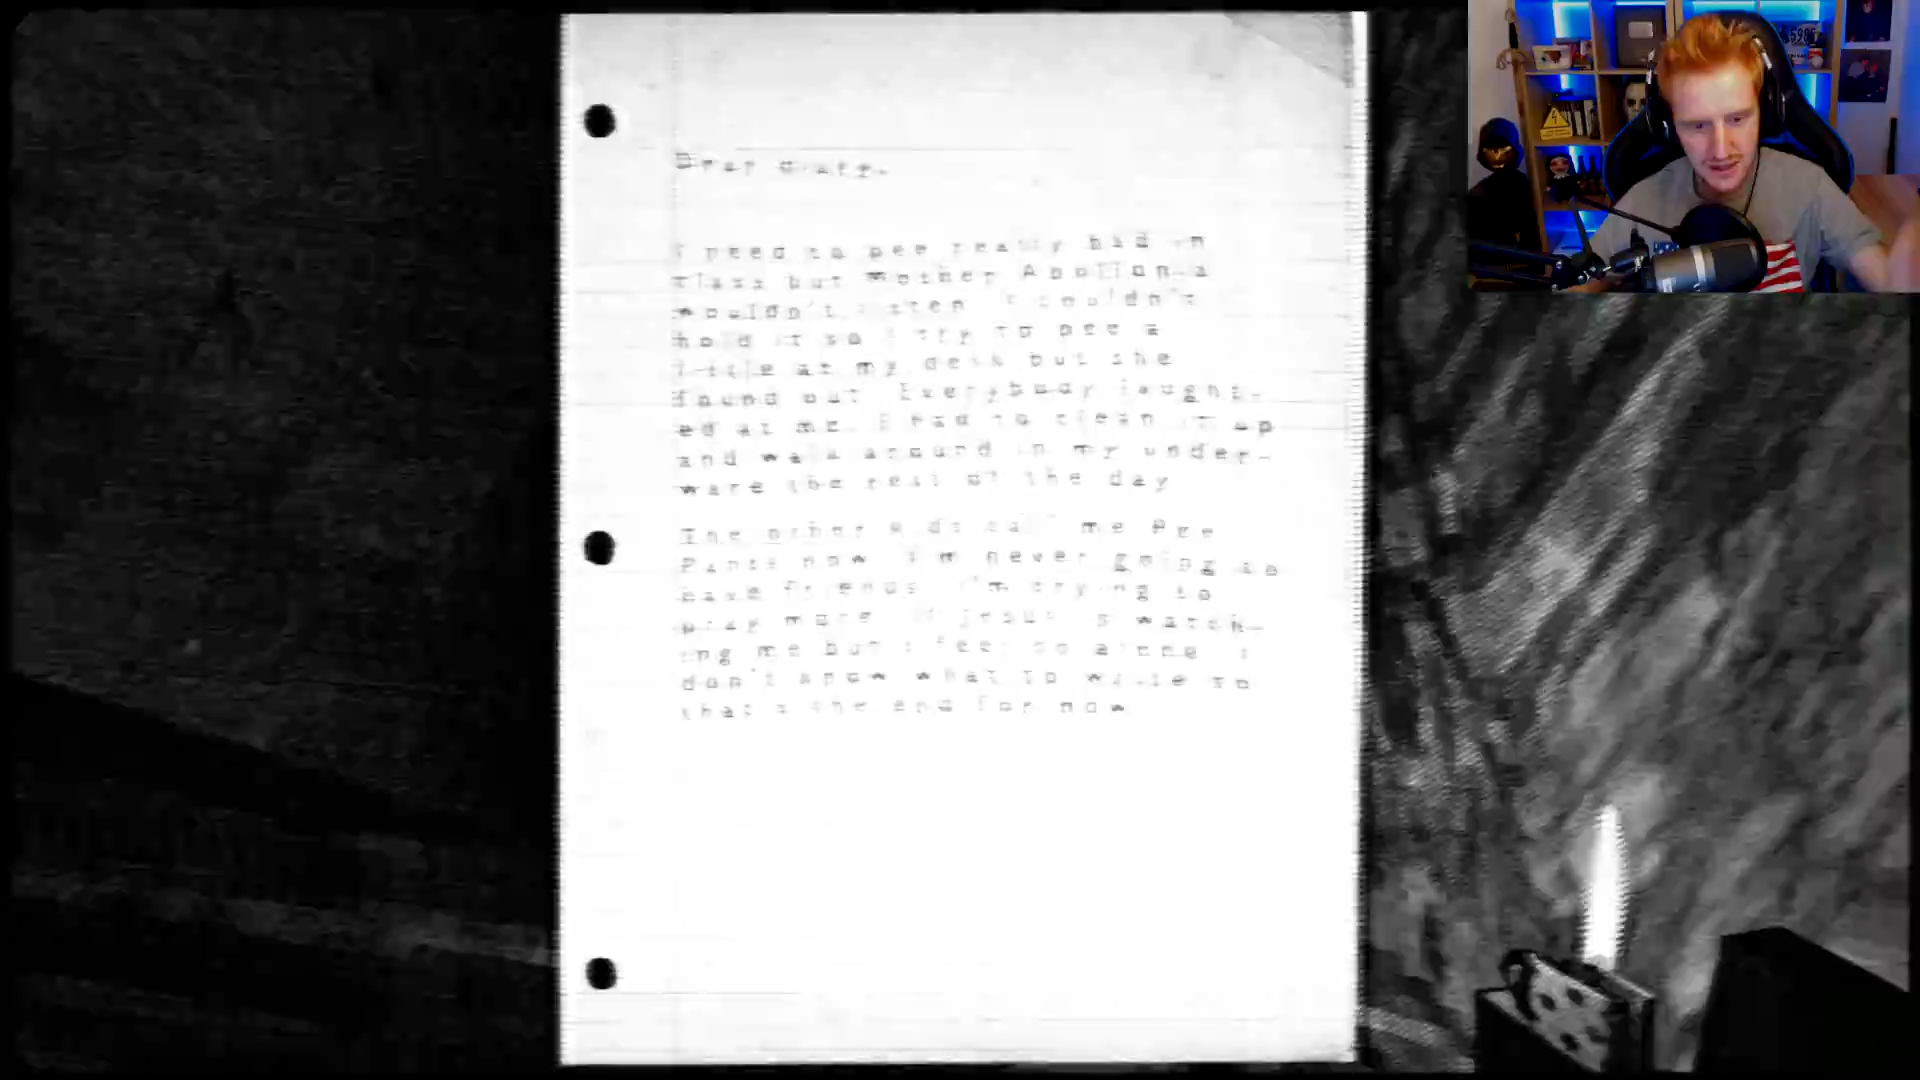 Dear Diary,
I need to pee really bad in
class but Mother Apollonia
wouldn't listen. I couldn't
hold it so I try to pee a
little at my desk but she
found out. Everybody laught-
ed at me. I had to clean it up
and walk around in my under-
ware the rest of the day.
The other kids call me Pee
Pants now. I'm never going to
have friends. I'm trying to
pray more. If Jesus is watch-
ing me but I feel so alone. I
don't know what to write so
that's the end for now.